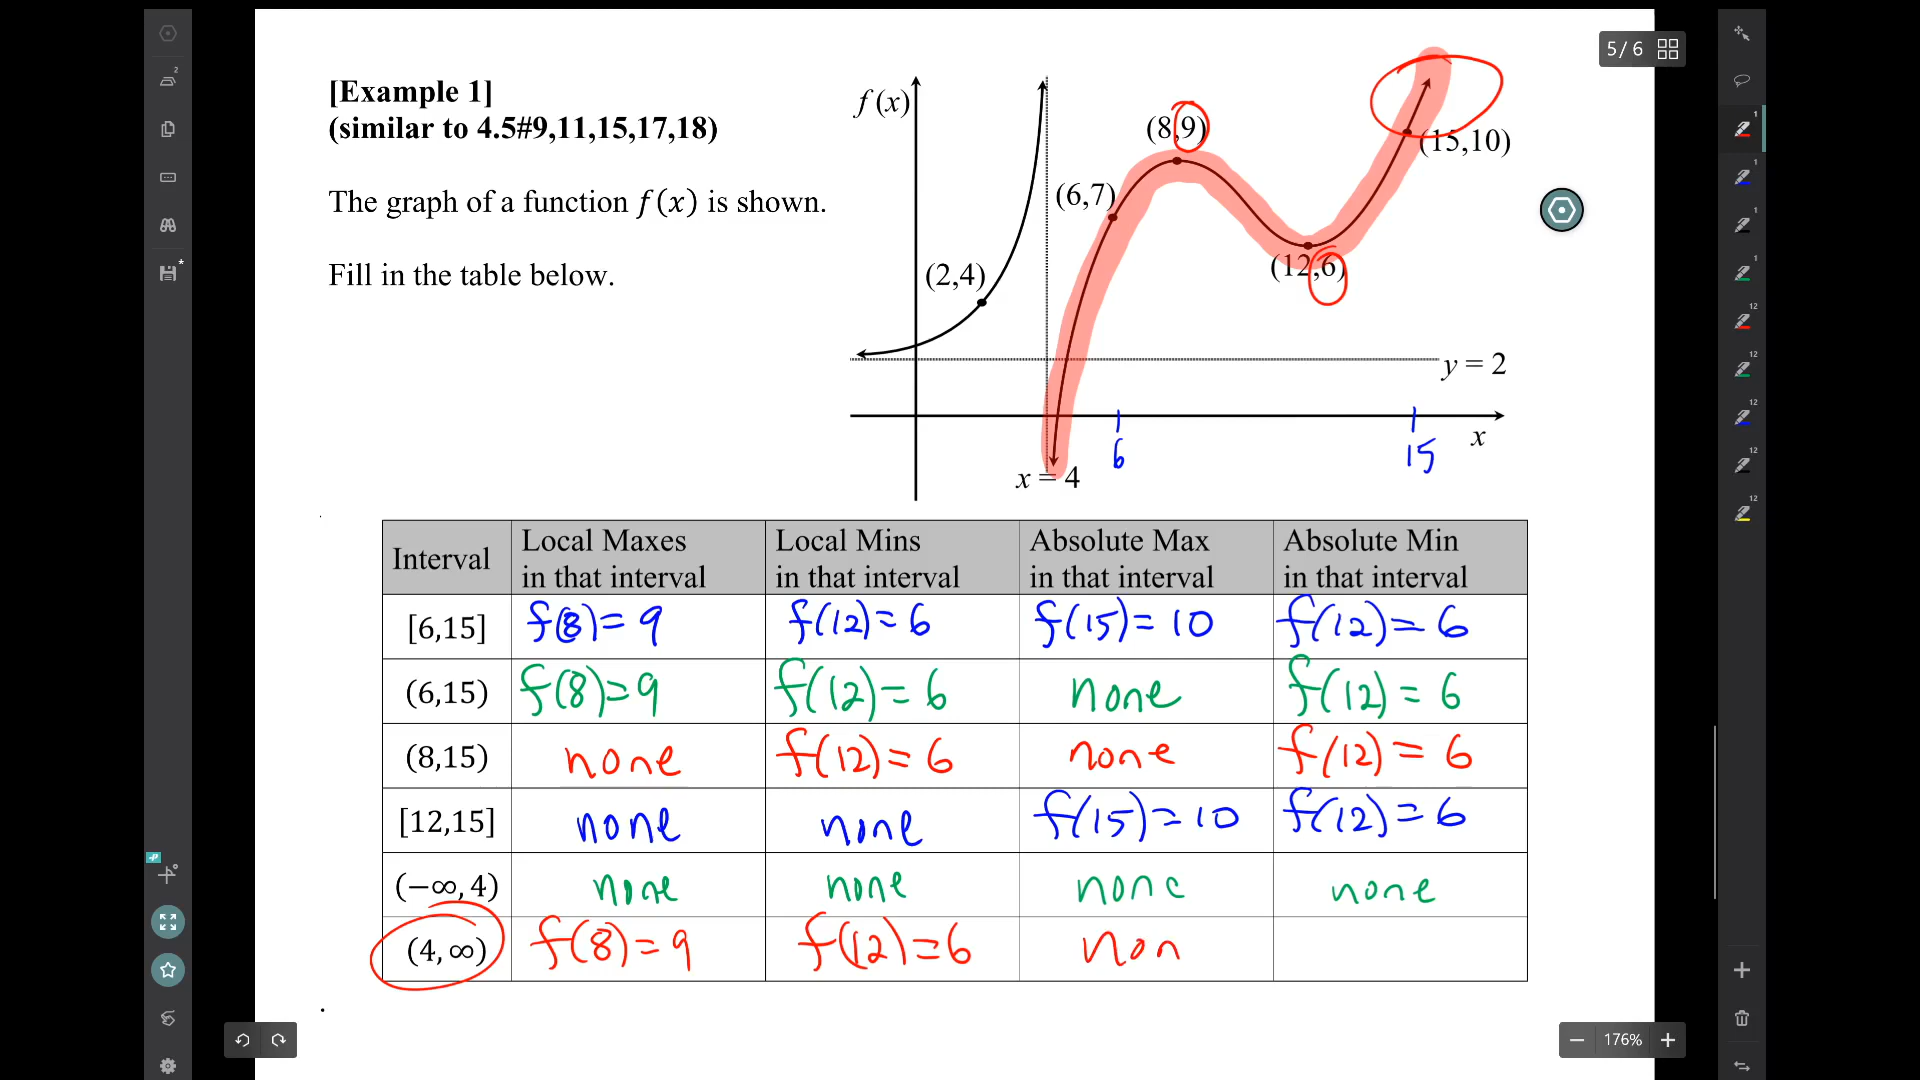 5 / 6
[Example 1]
(similar to 4.5#9,11,15,17,18)
The graph of a function f(x) is shown.
Fill in the table below.
f(x)
(8,9)
(15,10)
(6,7)
(2,4)
(12,6)
y = 2
x
6
15
x = 4
Interval | Local Maxes in that interval | Local Mins in that interval | Absolute Max in that interval | Absolute Min in that interval
[6,15] f(8)=9 f(12)=6 f(15)=10 f(12)=6
(6,15) f(8)=9 f(12)=6 none f(12)=6
(8,15) none f(12)=6 none f(12)=6
[12,15] none none f(15)=10 f(12)=6
(−∞,4) none none none none
(4,∞) f(8)=9 f(12)=6 non
176%